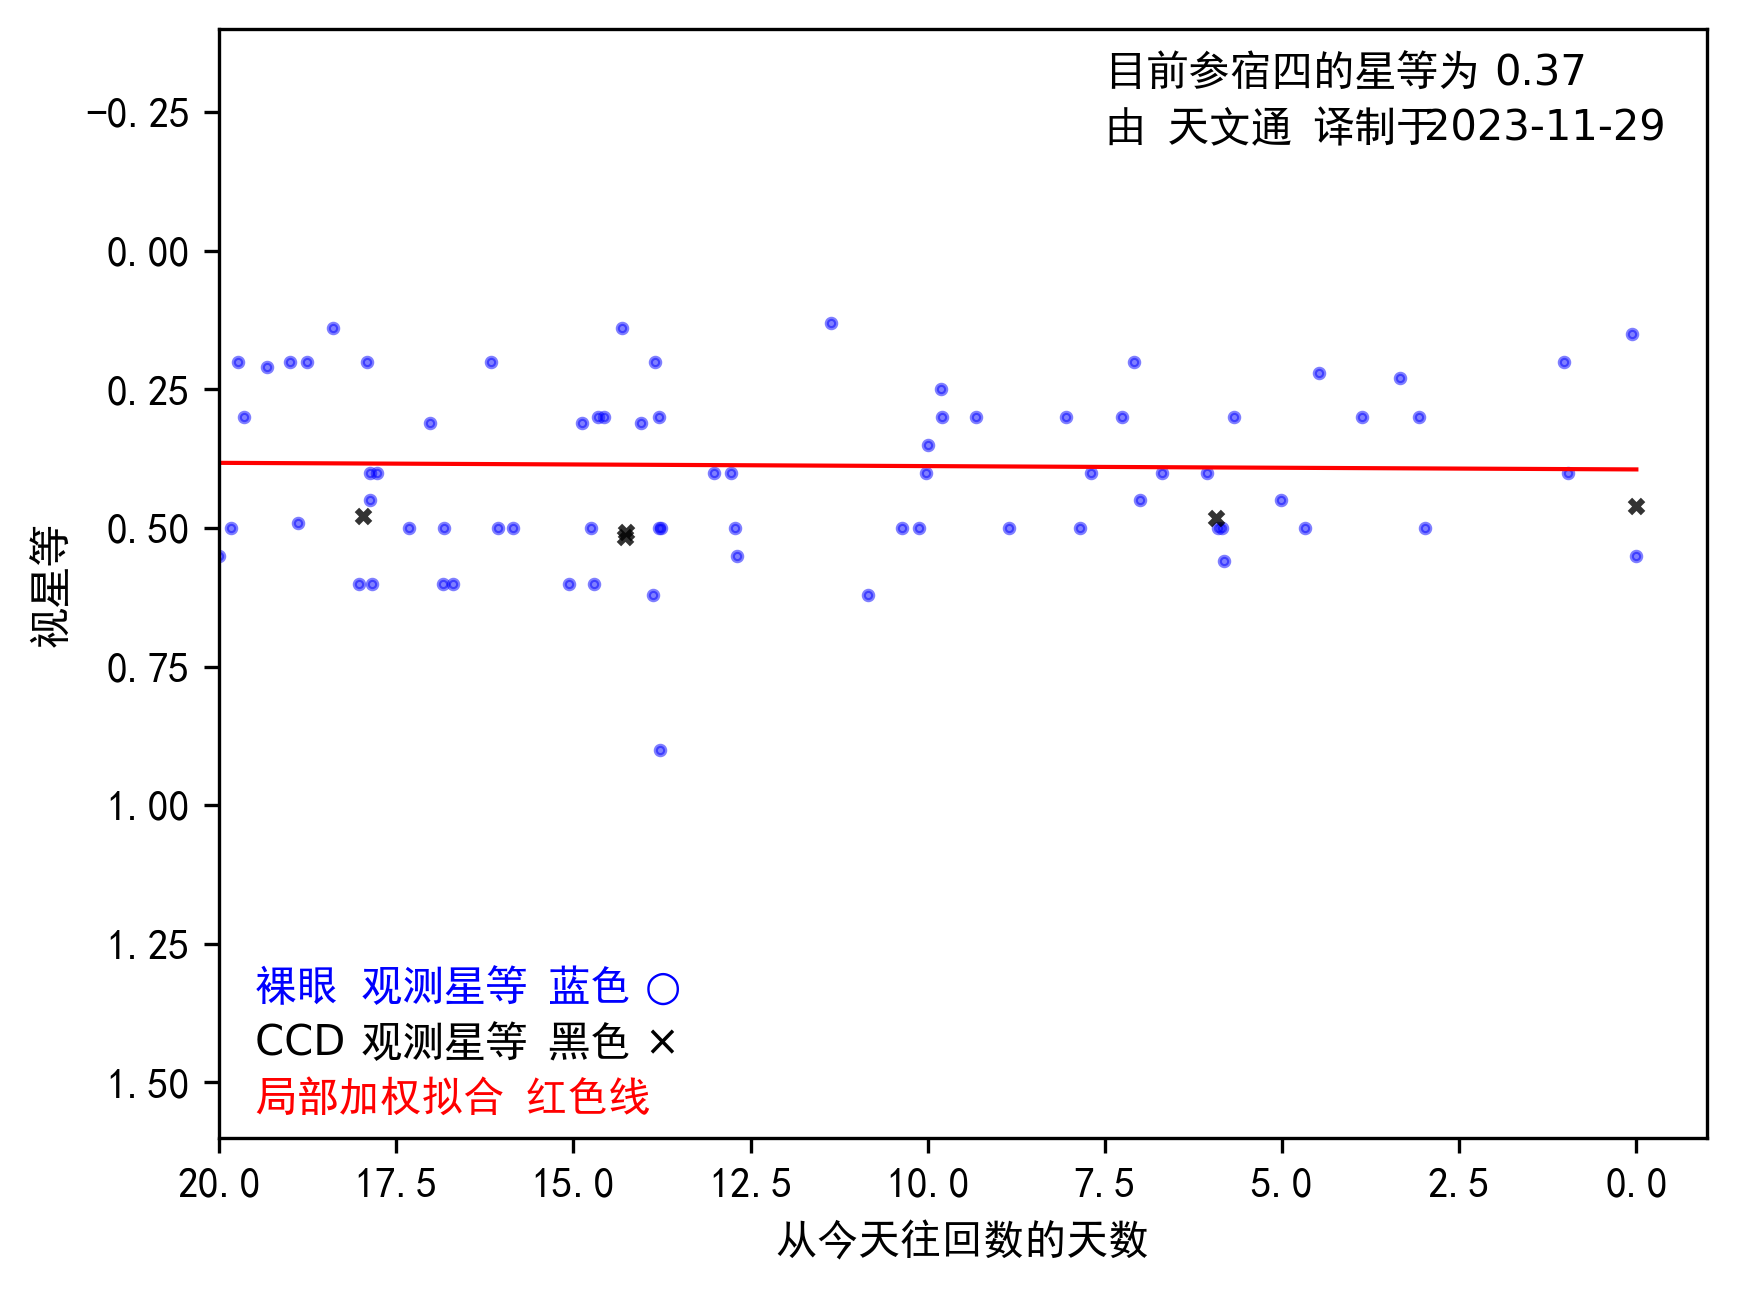 目前参宿四的星等为 0.37
由 天文通 译制于2023-11-29
−0.25
0.00
0.25
0.50
0.75
1.00
1.25
1.50
视星等
裸眼 观测星等 蓝色 ○
CCD 观测星等 黑色 ×
局部加权拟合 红色线
20.0 17.5 15.0 12.5 10.0 7.5 5.0 2.5 0.0
从今天往回数的天数